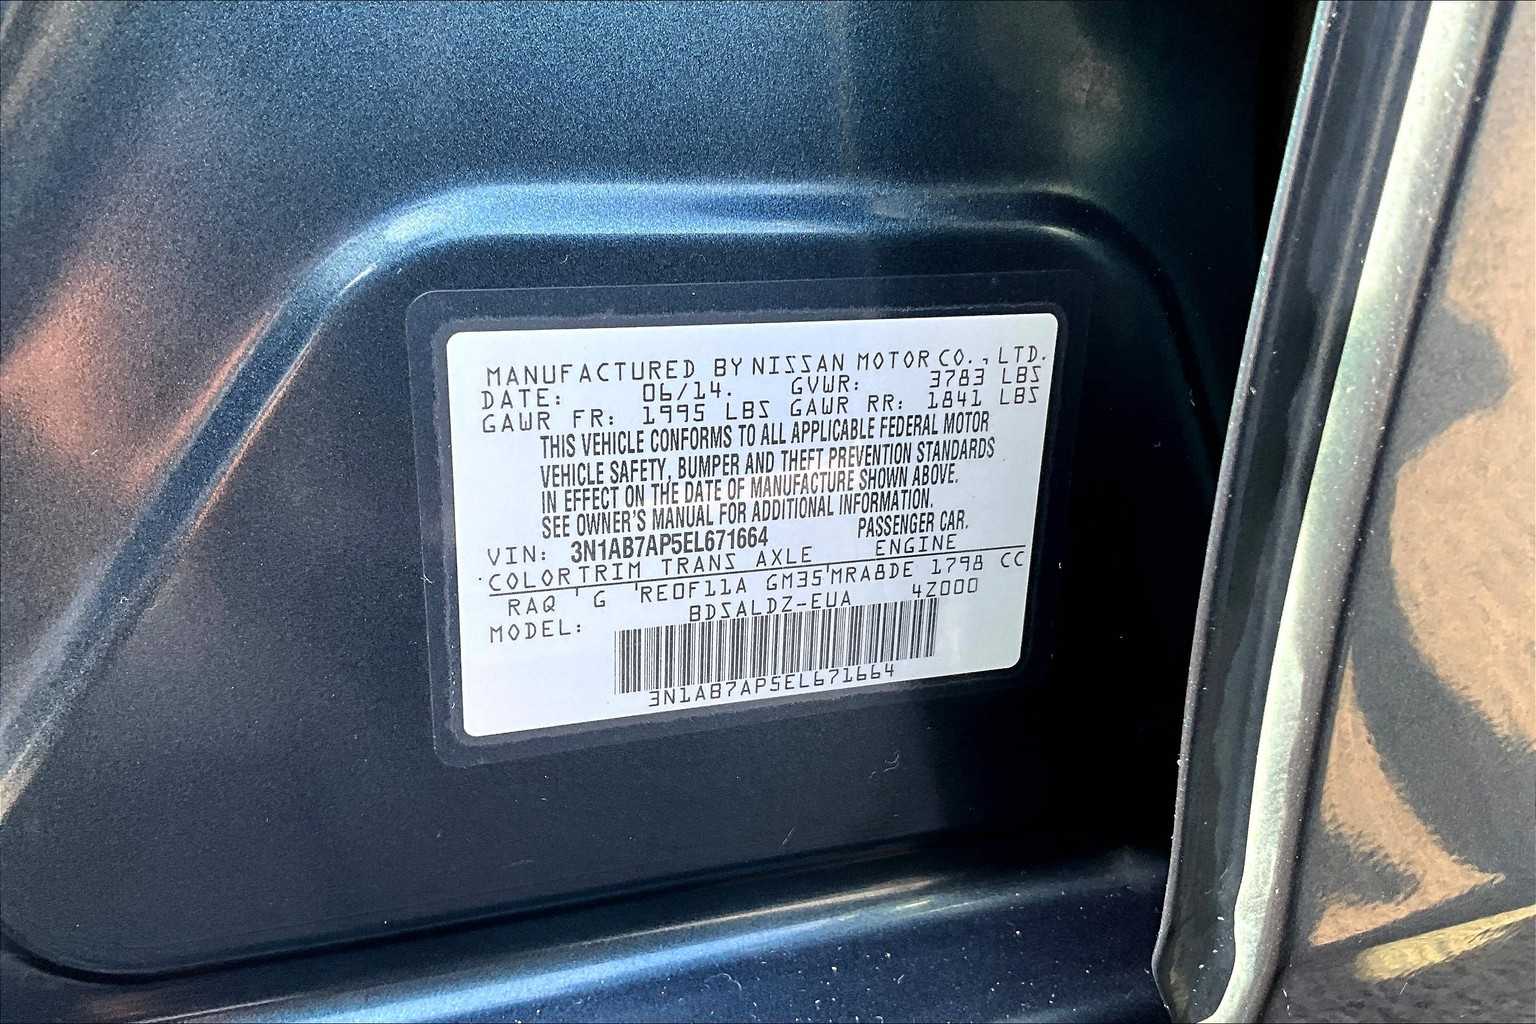 MANUFACTURED BY NISSAN MOTOR CO., LTD.
DATE: 06/14. GVWR: 3783 LBS
GAWR FR: 1995 LBS GAWR RR: 1841 LBS
THIS VEHICLE CONFORMS TO ALL APPLICABLE FEDERAL MOTOR
VEHICLE SAFETY, BUMPER AND THEFT PREVENTION STANDARDS
IN EFFECT ON THE DATE OF MANUFACTURE SHOWN ABOVE.
SEE OWNER'S MANUAL FOR ADDITIONAL INFORMATION.
VIN: 3N1AB7AP5EL671664 PASSENGER CAR.
COLOR TRIM TRANS AXLE ENGINE
RAQ ' G 'RE0F11A GM35'MRA8DE 1798 CC
MODEL: BDSALDZ-EUA 4Z000
3N1AB7AP5EL671664